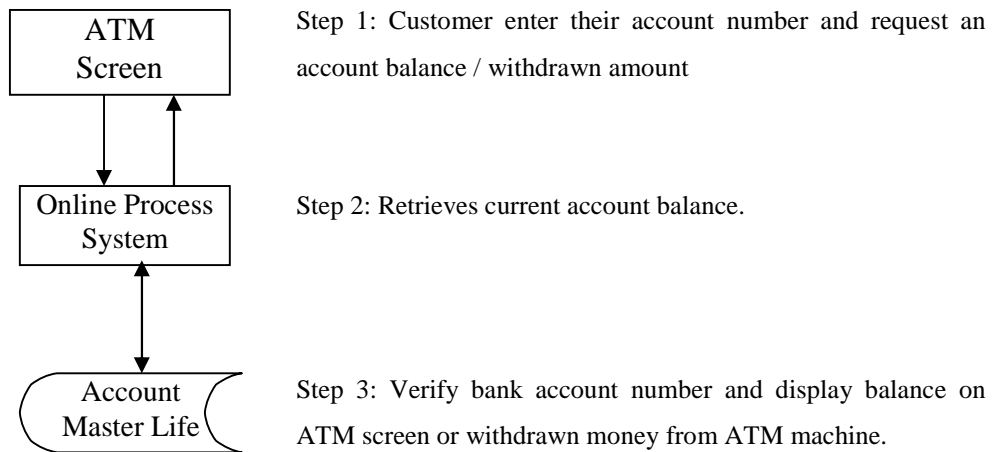 ATM
Screen
Step 1: Customer enter their account number and request an
account balance / withdrawn amount
Online Process
System
Step 2: Retrieves current account balance.
Account
Master Life
Step 3: Verify bank account number and display balance on
ATM screen or withdrawn money from ATM machine.